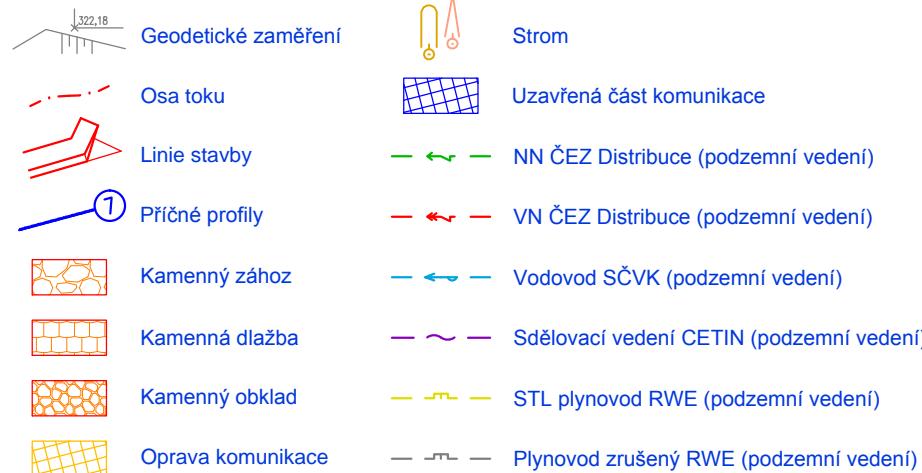 322,18
Geodetické zaměření
Osa toku
Linie stavby
1
Příčné profily
Kamenný zához
Kamenná dlažba
Kamenný obklad
Oprava komunikace
Strom
Uzavřená část komunikace
NN ČEZ Distribuce (podzemní vedení)
VN ČEZ Distribuce (podzemní vedení)
Vodovod SČVK (podzemní vedení)
Sdělovací vedení CETIN (podzemní vedení)
STL plynovod RWE (podzemní vedení)
Plynovod zrušený RWE (podzemní vedení)